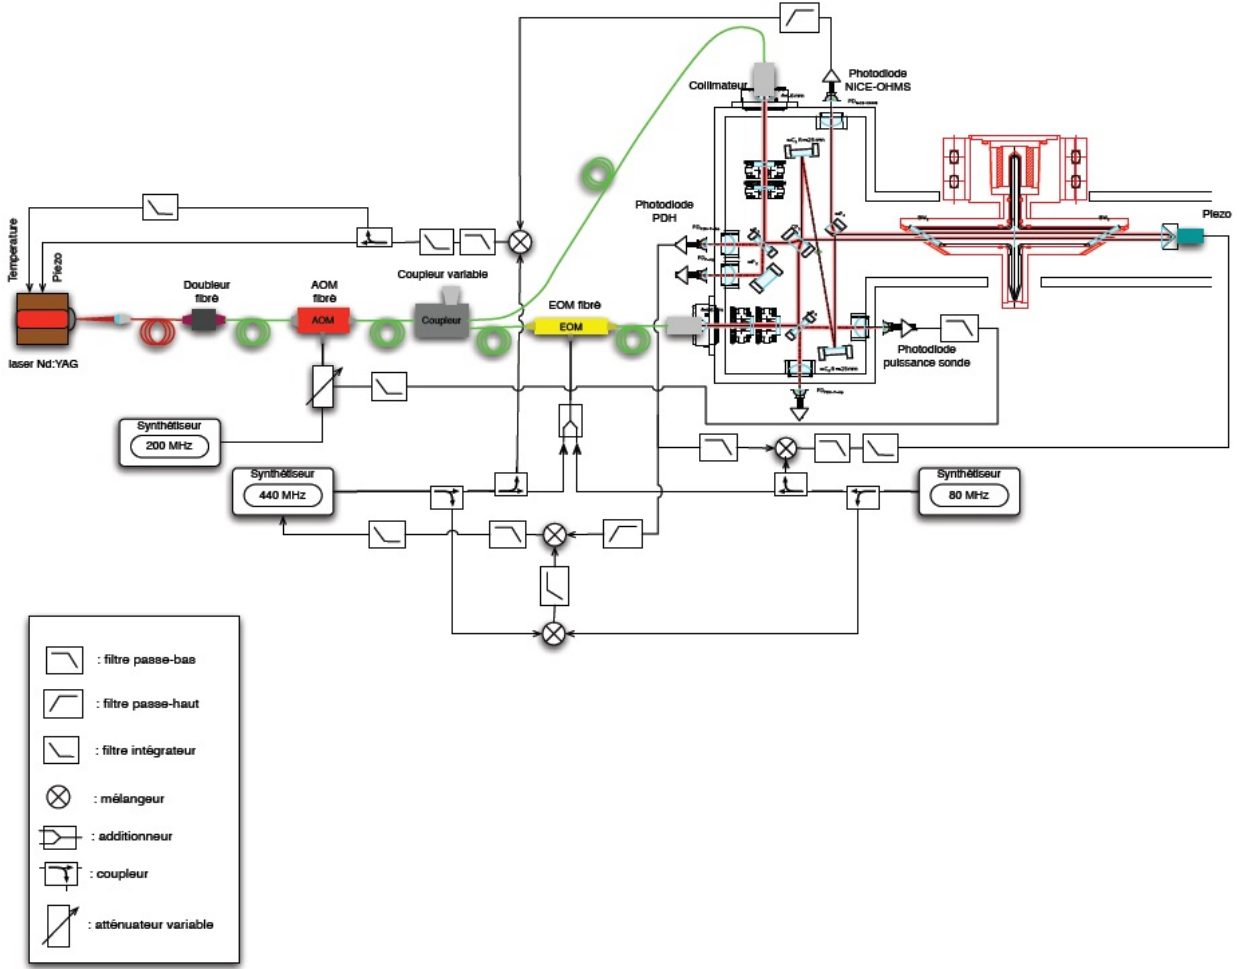 Photodiode
NICE-OHMS
Collimateur
Temperature
Piezo
Photodiode
PDH
Piezo
Doubleur
fibré
AOM
fibré
Coupleur variable
EOM fibré
AOM
Coupleur
EOM
laser Nd:YAG
Photodiode
puissance sonde
Synthétiseur
200 MHz
Synthétiseur
440 MHz
Synthétiseur
80 MHz
: filtre passe-bas
: filtre passe-haut
: filtre intégrateur
: mélangeur
: additionneur
: coupleur
: atténuateur variable